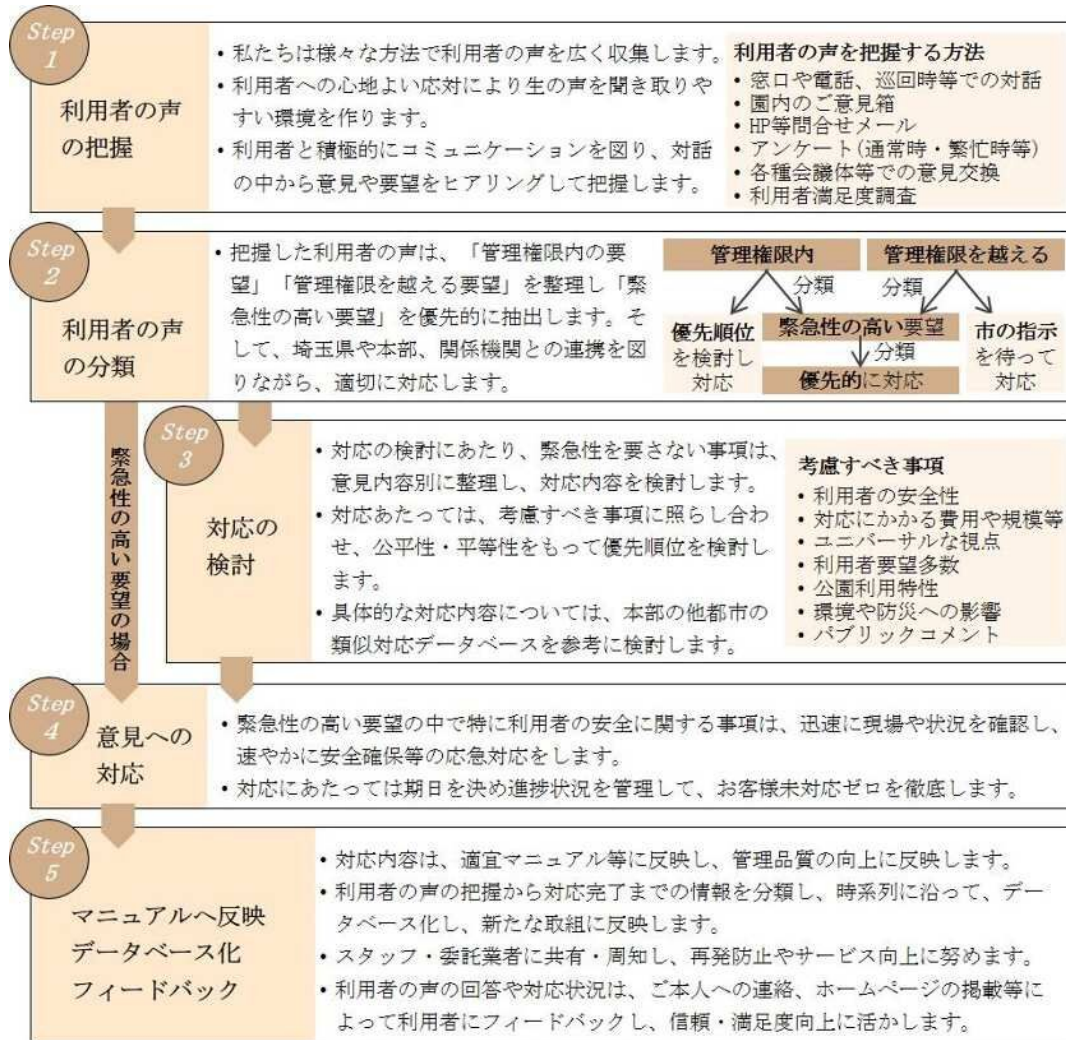 Step
1
利用者の声
の把握
• 私たちは様々な方法で利用者の声を広く収集します。
• 利用者への心地よい応対により生の声を聞き取りや
すい環境を作ります。
• 利用者と積極的にコミュニケーションを図り、対話
の中から意見や要望をヒアリングして把握します。
利用者の声を把握する方法
• 窓口や電話、巡回時等での対話
• 園内のご意見箱
• HP等問合せメール
• アンケート(通常時・繁忙時等)
• 各種会議体等での意見交換
• 利用者満足度調査
Step
2
利用者の声
の分類
• 把握した利用者の声は、「管理権限内の要
望」「管理権限を越える要望」を整理し「緊
急性の高い要望」を優先的に抽出します。そ
して、埼玉県や本部、関係機関との連携を図
りながら、適切に対応します。
管理権限内
管理権限を越える
分類
分類
優先順位
を検討し
対応
緊急性の高い要望
分類
優先的に対応
市の指示
を待って
対応
緊急性の高い要望の場合
Step
3
対応の
検討
• 対応の検討にあたり、緊急性を要さない事項は、
意見内容別に整理し、対応内容を検討します。
• 対応あたっては、考慮すべき事項に照らし合わ
せ、公平性・平等性をもって優先順位を検討し
ます。
• 具体的な対応内容については、本部の他都市の
類似対応データベースを参考に検討します。
考慮すべき事項
• 利用者の安全性
• 対応にかかる費用や規模等
• ユニバーサルな視点
• 利用者要望多数
• 公園利用特性
• 環境や防災への影響
• パブリックコメント
Step
4
意見への
対応
• 緊急性の高い要望の中で特に利用者の安全に関する事項は、迅速に現場や状況を確認し、
速やかに安全確保等の応急対応をします。
• 対応にあたっては期日を決め進捗状況を管理して、お客様未対応ゼロを徹底します。
Step
5
マニュアルへ反映
データベース化
フィードバック
• 対応内容は、適宜マニュアル等に反映し、管理品質の向上に反映します。
• 利用者の声の把握から対応完了までの情報を分類し、時系列に沿って、デー
タベース化し、新たな取組に反映します。
• スタッフ・委託業者に共有・周知し、再発防止やサービス向上に努めます。
• 利用者の声の回答や対応状況は、ご本人への連絡、ホームページの掲載等に
よって利用者にフィードバックし、信頼・満足度向上に活かします。